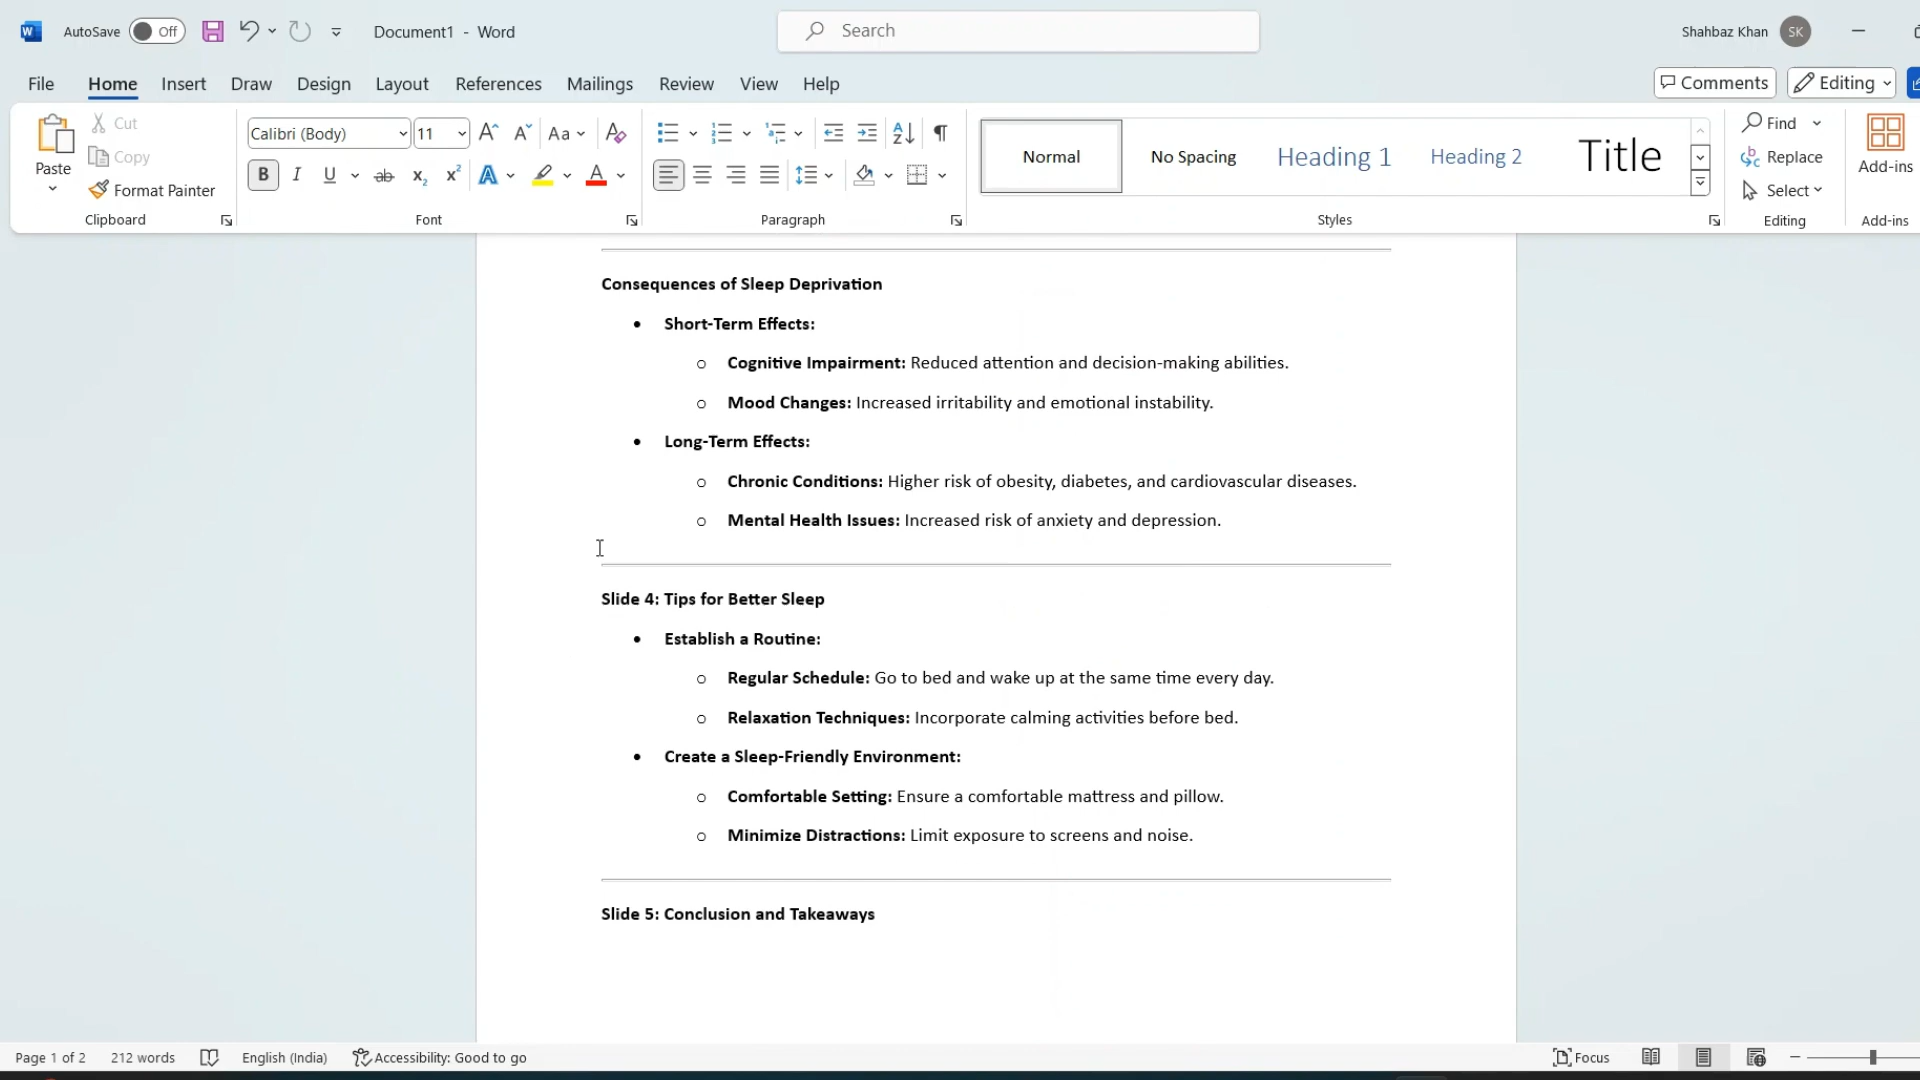 AutoSave Off Document1 - Word Search Shahbaz Khan SK
File Home Insert Draw Design Layout References Mailings Review View Help Comments Editing
Paste
Cut
Copy
Format Painter
Clipboard
Calibri (Body) 11 Aa
B I U ab x2 x2 A A
Font
Paragraph
Normal No Spacing Heading 1 Heading 2 Title
Styles
Find
Replace
Select
Editing
Add-ins
Add-ins
Consequences of Sleep Deprivation
• Short-Term Effects:
o Cognitive Impairment: Reduced attention and decision-making abilities.
o Mood Changes: Increased irritability and emotional instability.
• Long-Term Effects:
o Chronic Conditions: Higher risk of obesity, diabetes, and cardiovascular diseases.
o Mental Health Issues: Increased risk of anxiety and depression.
Slide 4: Tips for Better Sleep
• Establish a Routine:
o Regular Schedule: Go to bed and wake up at the same time every day.
o Relaxation Techniques: Incorporate calming activities before bed.
• Create a Sleep-Friendly Environment:
o Comfortable Setting: Ensure a comfortable mattress and pillow.
o Minimize Distractions: Limit exposure to screens and noise.
Slide 5: Conclusion and Takeaways
Page 1 of 2 212 words English (India) Accessibility: Good to go Focus